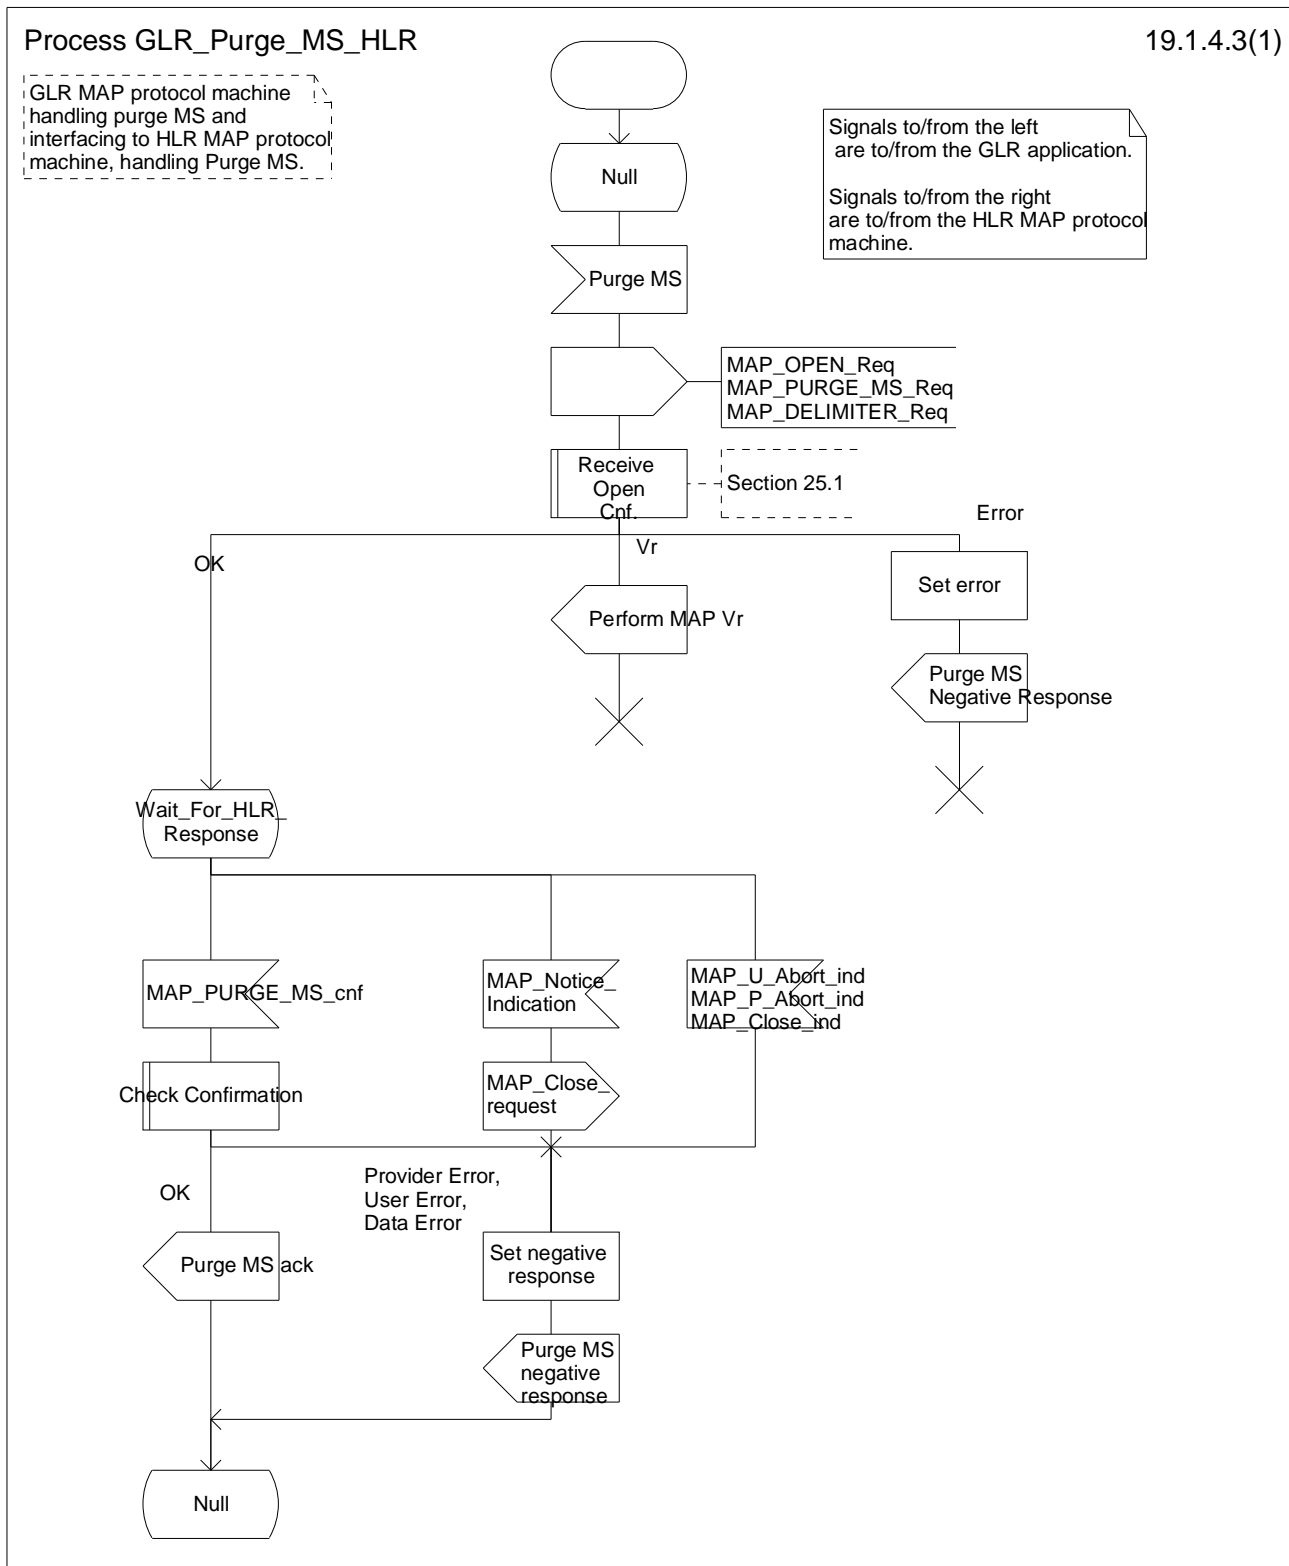 Process GLR_Purge_MS_HLR
19.1.4.3(1)
GLR MAP protocol machine
handling purge MS and
interfacing to HLR MAP protocol
machine, handling Purge MS.
Signals to/from the left
are to/from the GLR application.
Signals to/from the right
are to/from the HLR MAP protocol
machine.
Null
Purge MS
MAP_OPEN_Req
MAP_PURGE_MS_Req
MAP_DELIMITER_Req
Receive
Open
Cnf.
Section 25.1
Error
Vr
OK
Set error
Perform MAP Vr
Purge MS
Negative Response
Wait_For_HLR_
Response
MAP_PURGE_MS_cnf
MAP_Notice_
Indication
MAP_U_Abort_ind
MAP_P_Abort_ind
MAP_Close_ind
Check Confirmation
MAP_Close_
request
Provider Error,
User Error,
Data Error
OK
Purge MS ack
Set negative
response
Purge MS
negative
response
Null